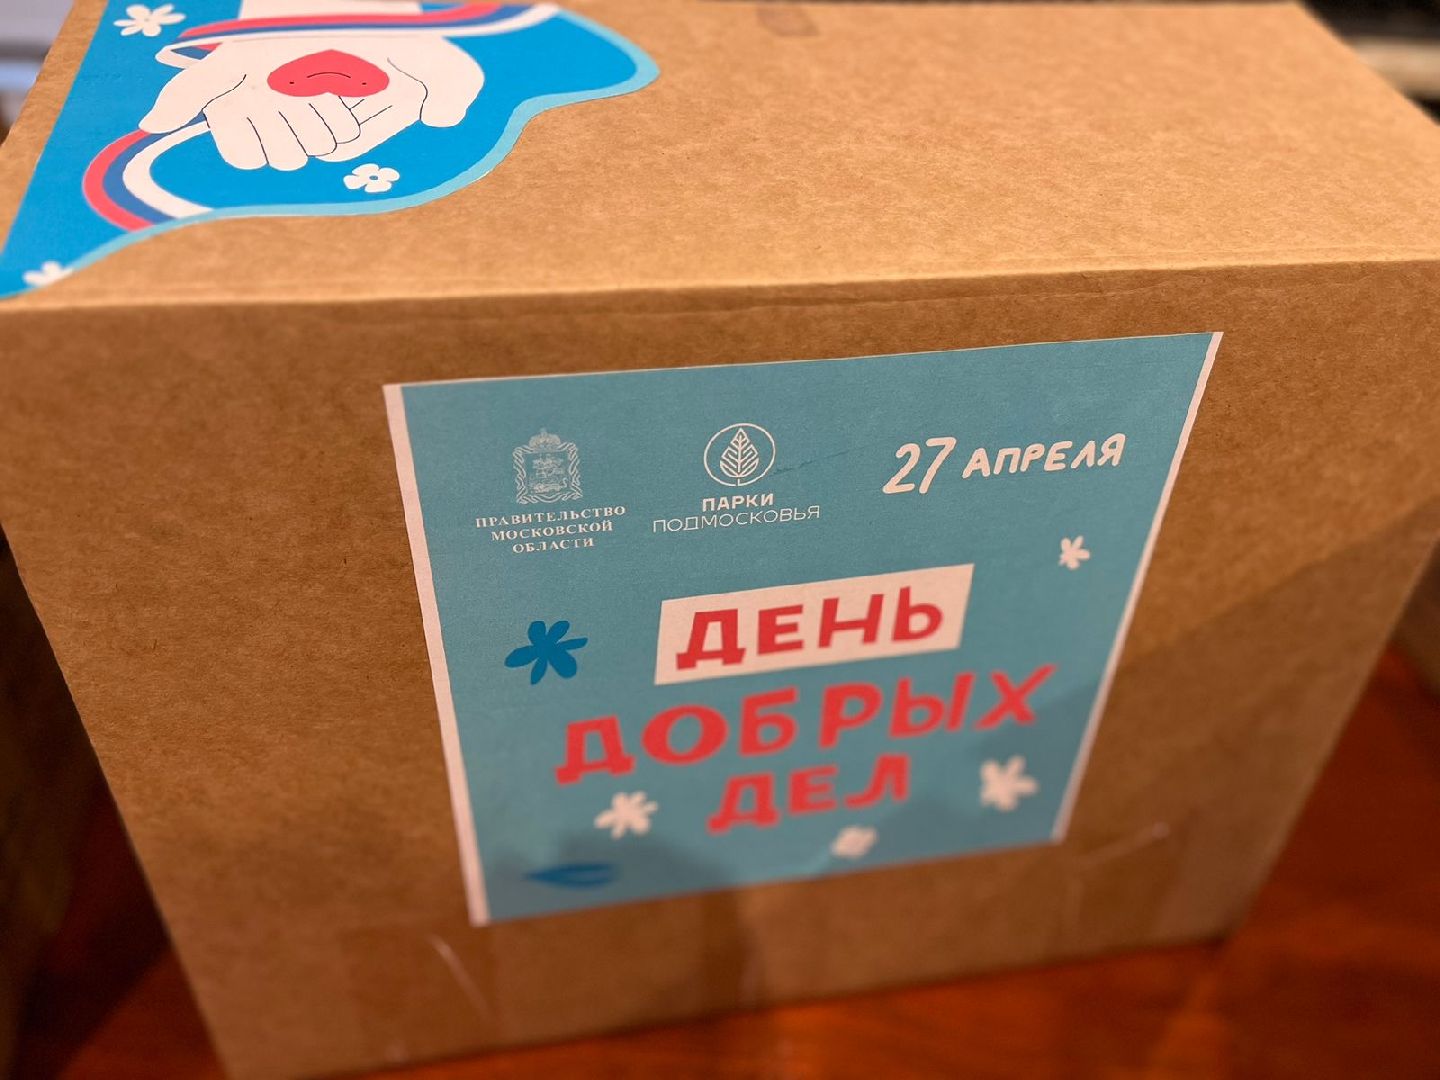 ПРАВИТЕЛЬСТВО
МОСКОВСКОЙ
ОБЛАСТИ
ПАРКИ
ПОДМОСКОВЬЯ
27 АПРЕЛЯ
ДЕНЬ
ДОБРЫХ
ДЕЛ